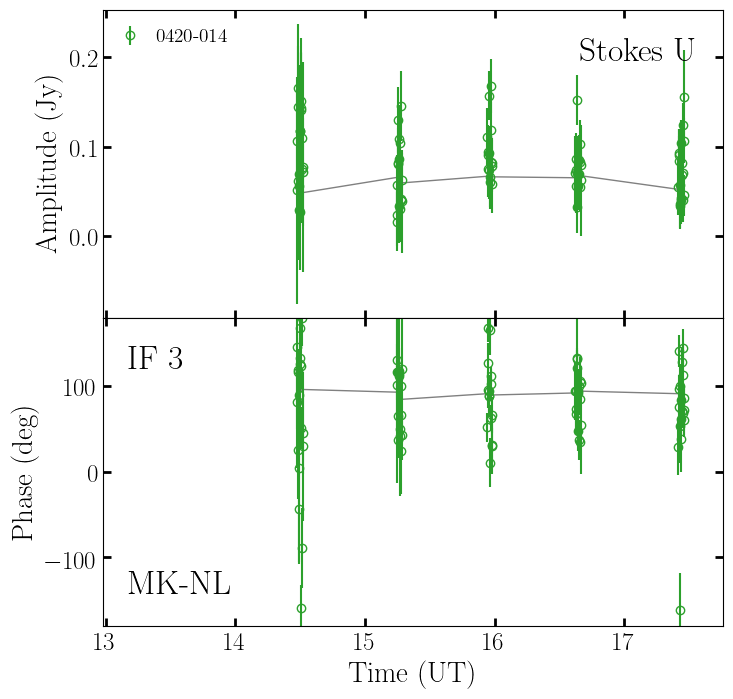 0420-014
Stokes U
0.2
0.1
0.0
Amplitude (Jy)
IF 3
100
0
−100
Phase (deg)
MK-NL
13 14 15 16 17
Time (UT)